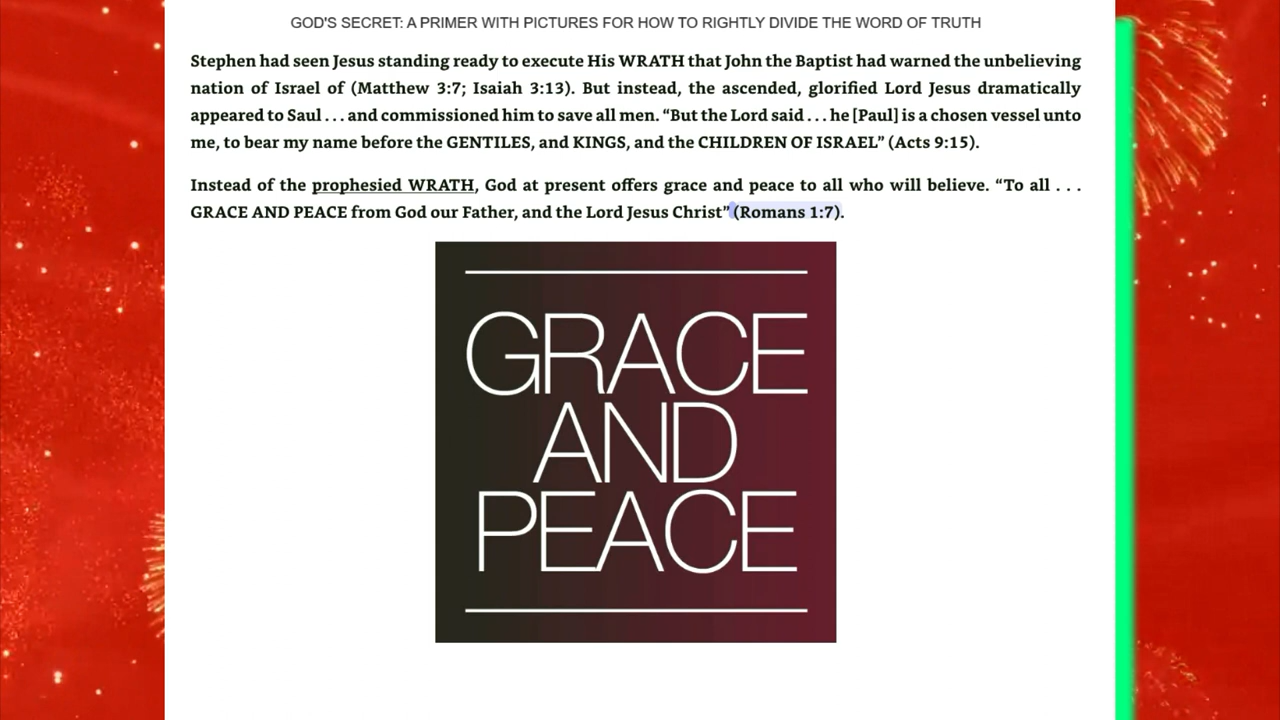 GOD'S SECRET: A PRIMER WITH PICTURES FOR HOW TO RIGHTLY DIVIDE THE WORD OF TRUTH
Stephen had seen Jesus standing ready to execute His WRATH that John the Baptist had warned the unbelieving
nation of Israel of (Matthew 3:7; Isaiah 3:13). But instead, the ascended, glorified Lord Jesus dramatically
appeared to Saul . . . and commissioned him to save all men. “But the Lord said . . . he [Paul] is a chosen vessel unto
me, to bear my name before the GENTILES, and KINGS, and the CHILDREN OF ISRAEL” (Acts 9:15).
Instead of the prophesied WRATH, God at present offers grace and peace to all who will believe. “To all . . .
GRACE AND PEACE from God our Father, and the Lord Jesus Christ” (Romans 1:7).
GRACE
AND
PEACE